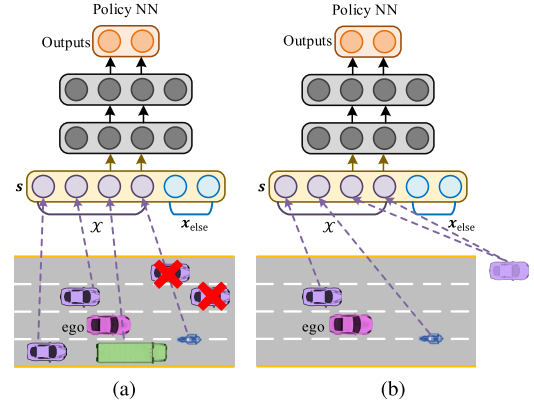 Policy NN
Outputs
s
𝒳
x_else
ego
(a)
Policy NN
Outputs
s
𝒳
x_else
ego
(b)